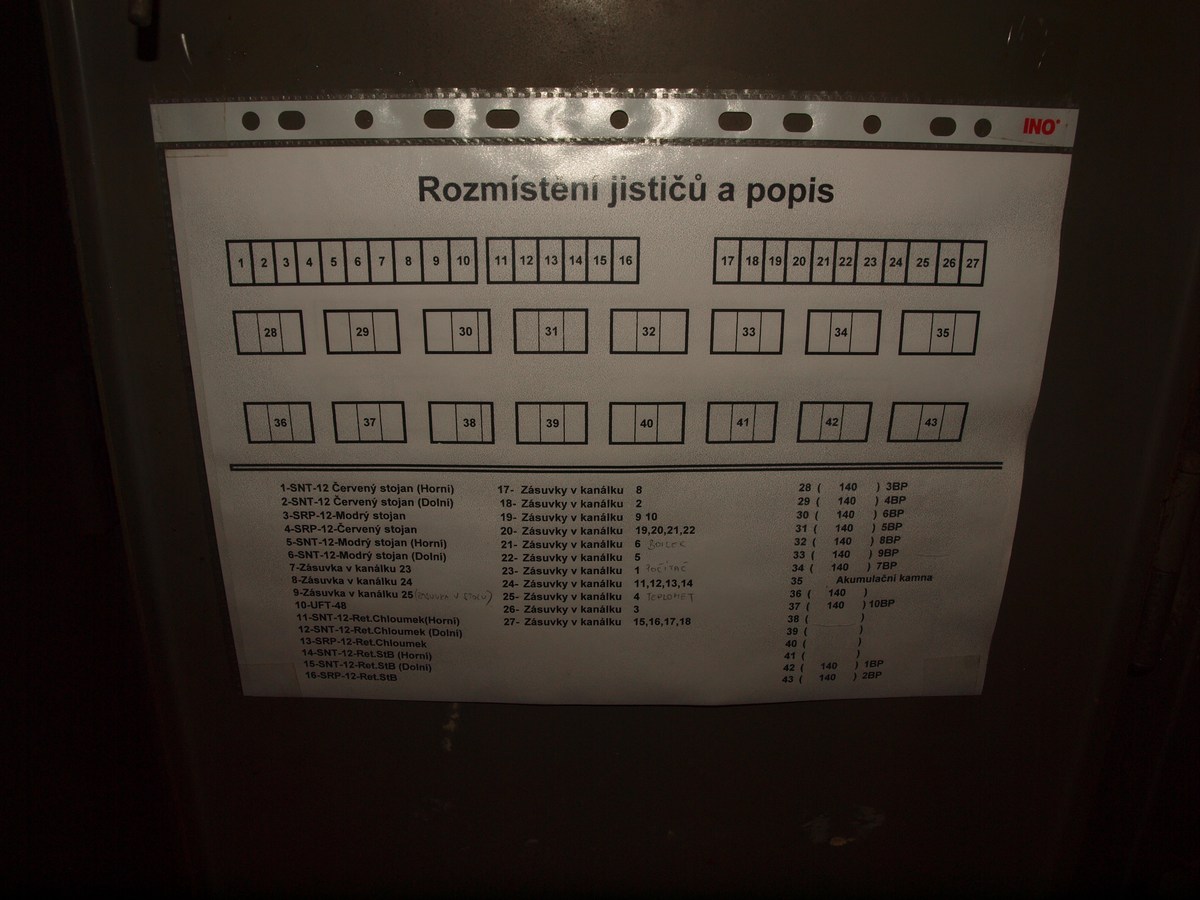 INO
Rozmístění jističů a popis
1 2 3 4 5 6 7 8 9 10 11 12 13 14 15 16 17 18 19 20 21 22 23 24 25 26 27
28 29 30 31 32 33 34 35
36 37 38 39 40 41 42 43
1-SNT-12 Červený stojan (Horní)
2-SNT-12 Červený stojan (Dolní)
3-SRP-12-Modrý stojan
4-SRP-12-Červený stojan
5-SNT-12-Modrý stojan (Horní)
6-SNT-12-Modrý stojan (Dolní)
7-Zásuvka v kanálku 23
8-Zásuvka v kanálku 24
9-Zásuvka v kanálku 25
10-UFT-48
11-SNT-12-Ret.Chloumek(Horní)
12-SNT-12-Ret.Chloumek (Dolní)
13-SRP-12-Ret.Chloumek
14-SNT-12-Ret.StB (Horní)
15-SNT-12-Ret.StB (Dolní)
16-SRP-12-Ret.StB
17- Zásuvky v kanálku 8
18- Zásuvky v kanálku 2
19- Zásuvky v kanálku 9 10
20- Zásuvky v kanálku 19,20,21,22
21- Zásuvky v kanálku 6
22- Zásuvky v kanálku 5
23- Zásuvky v kanálku 1 POČÍTAČ
24- Zásuvky v kanálku 11,12,13,14
25- Zásuvky v kanálku 4 TEPLOMET
26- Zásuvky v kanálku 3
27- Zásuvky v kanálku 15,16,17,18
28 ( 140 ) 3BP
29 ( 140 ) 4BP
30 ( 140 ) 6BP
31 ( 140 ) 5BP
32 ( 140 ) 8BP
33 ( 140 ) 9BP
34 ( 140 ) 7BP
35 Akumulační kamna
36 ( 140 )
37 ( 140 ) 10BP
38 ( )
39 ( )
40 ( )
41 ( )
42 ( 140 ) 1BP
43 ( 140 ) 2BP